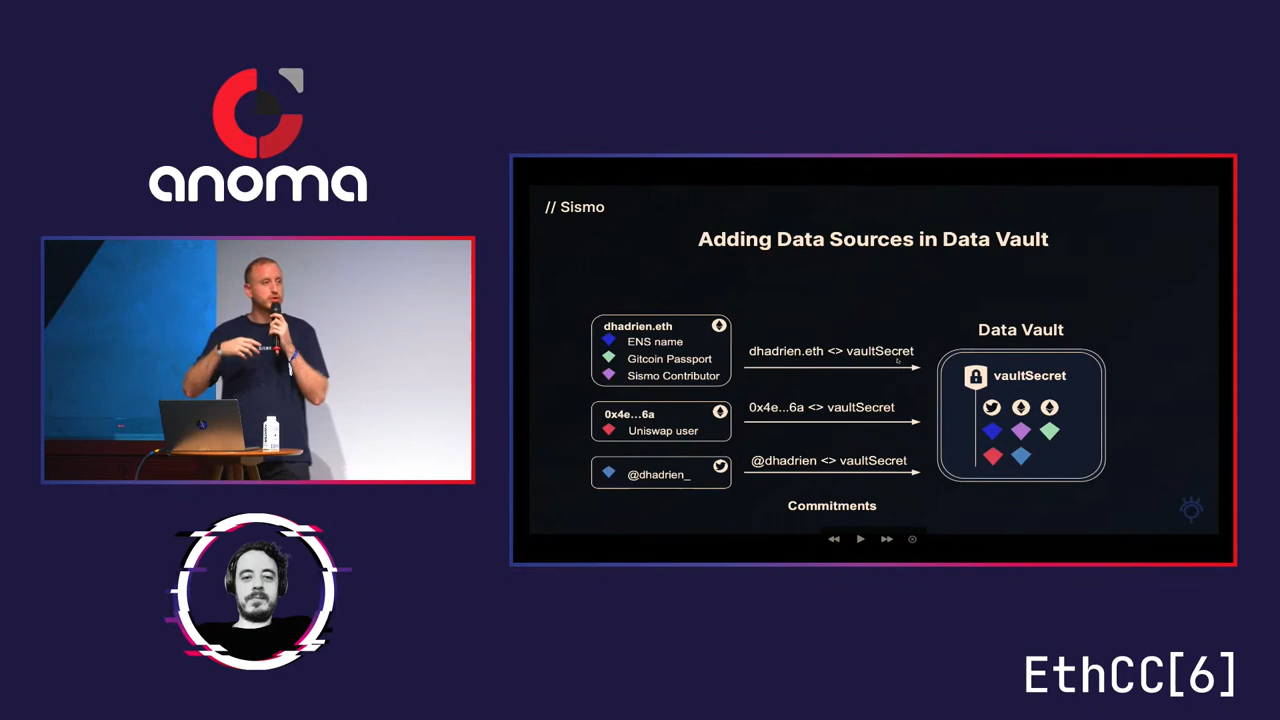 anoma
// Sismo
Adding Data Sources in Data Vault
dhadrien.eth
ENS name
Gitcoin Passport
Sismo Contributor
dhadrien.eth <> vaultSecret
0x4e...6a
Uniswap user
0x4e...6a <> vaultSecret
@dhadrien_
@dhadrien <> vaultSecret
Commitments
Data Vault
vaultSecret
EthCC[6]